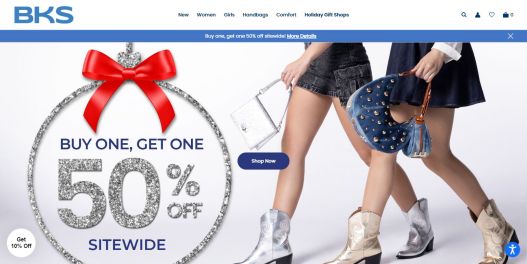 BKS
New Women Girls Handbags Comfort Holiday Gift Shops
0
Buy one, get one 50% off sitewide! More Details
BUY ONE, GET ONE
50% OFF
SITEWIDE
Shop Now
Get
10% Off